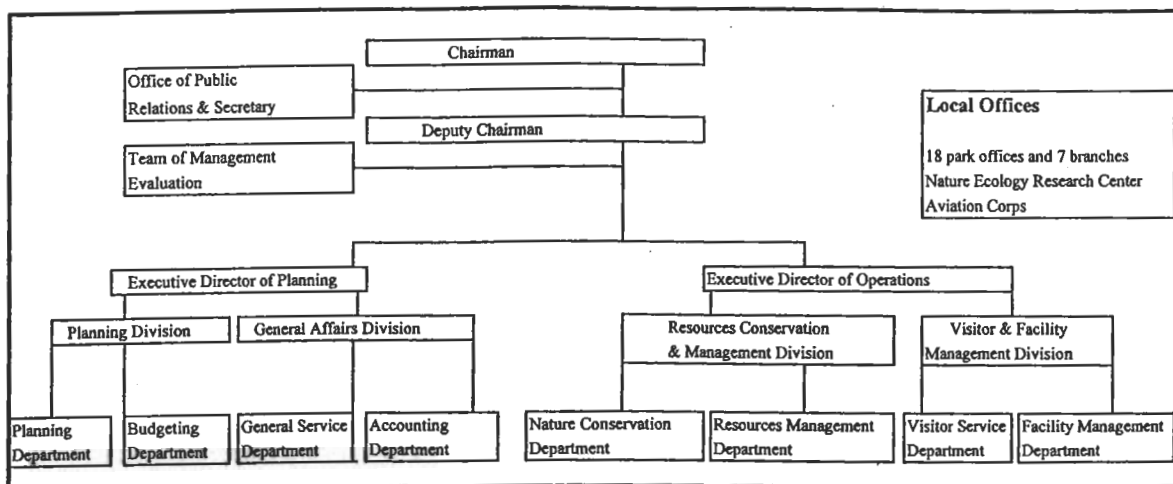 Chairman
Office of Public
Relations & Secretary
Deputy Chairman
Team of Management
Evaluation
Local Offices
18 park offices and 7 branches
Nature Ecology Research Center
Aviation Corps
Executive Director of Planning
Executive Director of Operations
Planning Division
General Affairs Division
Resources Conservation
& Management Division
Visitor & Facility
Management Division
Planning
Department
Budgeting
Department
General Service
Department
Accounting
Department
Nature Conservation
Department
Resources Management
Department
Visitor Service
Department
Facility Management
Department